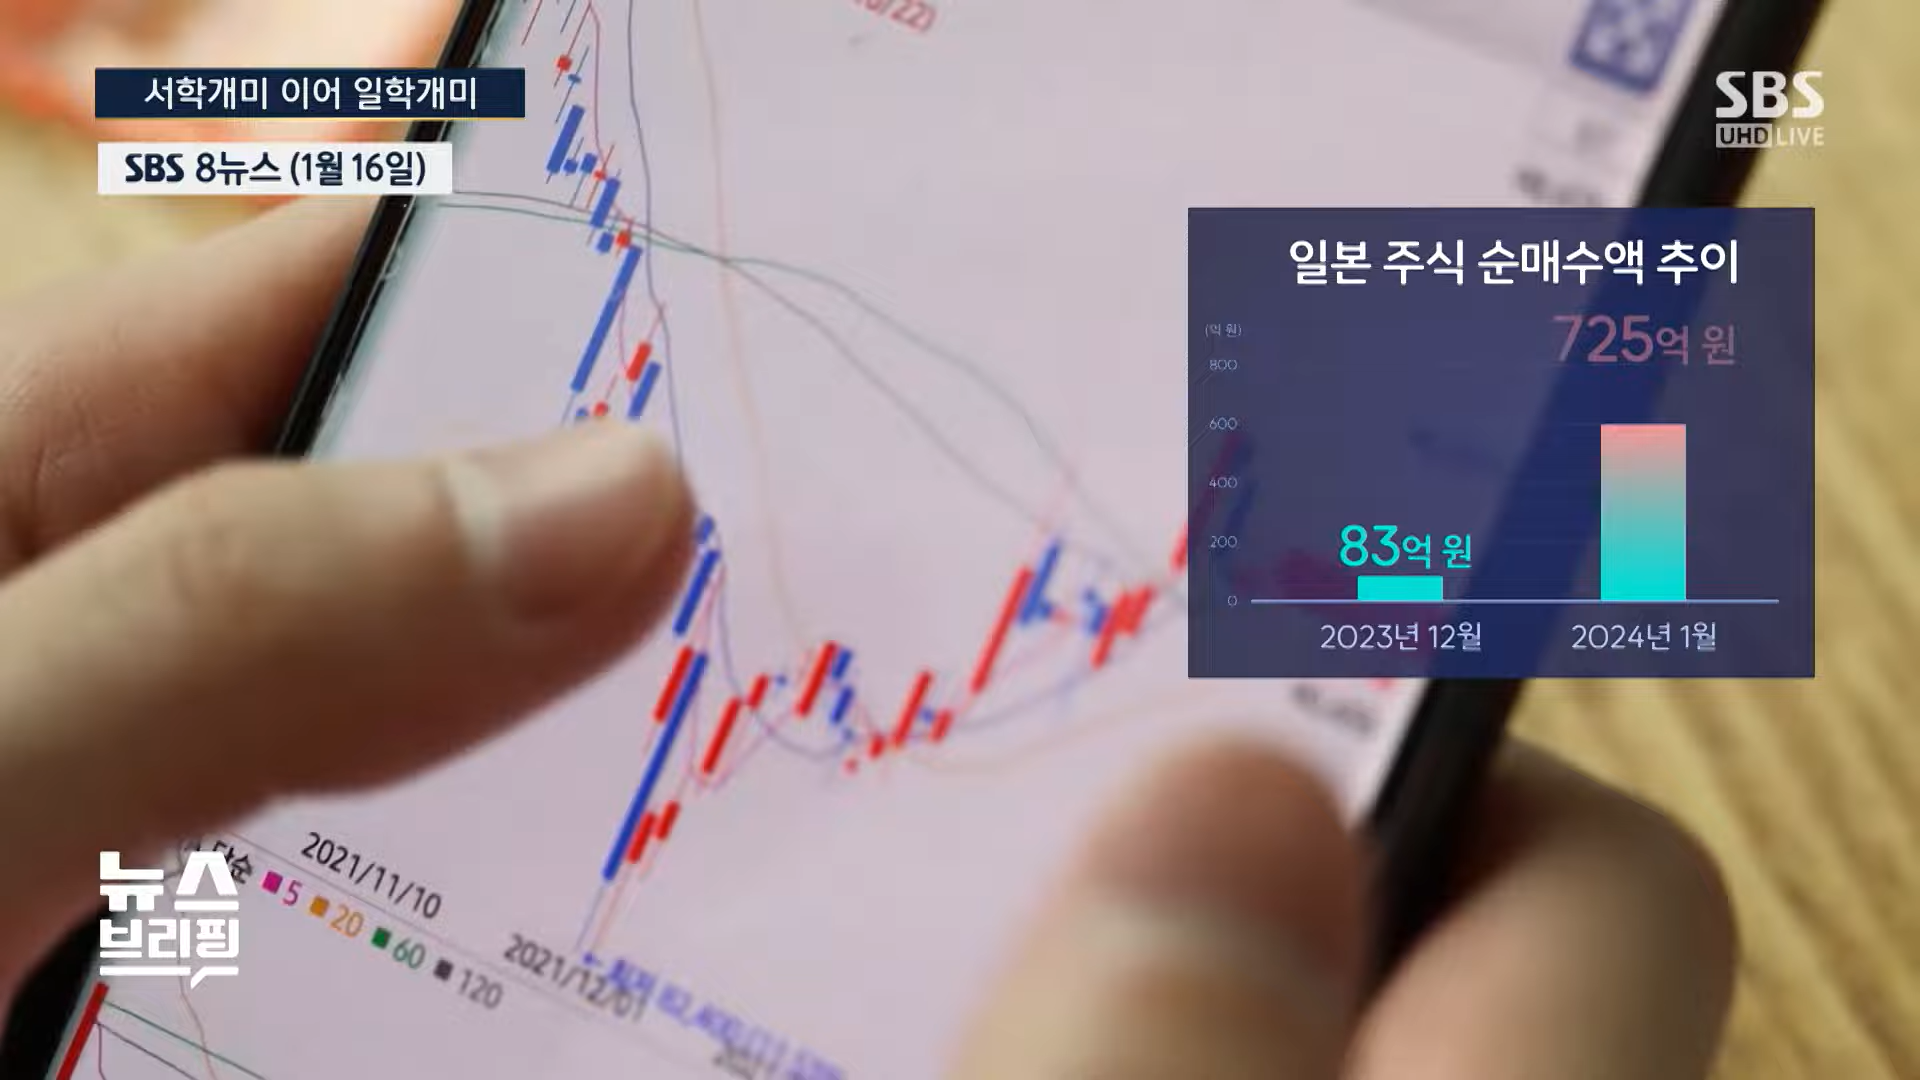 서학개미 이어 일학개미
SBS 8뉴스 (1월 16일)
SBS
UHD LIVE
일본 주식 순매수액 추이
(억 원)
725억 원
800
600
400
83억 원
200
0
2023년 12월
2024년 1월
단순 5 20 60 120
2021/11/10
2021/12/01
뉴스
브리핑